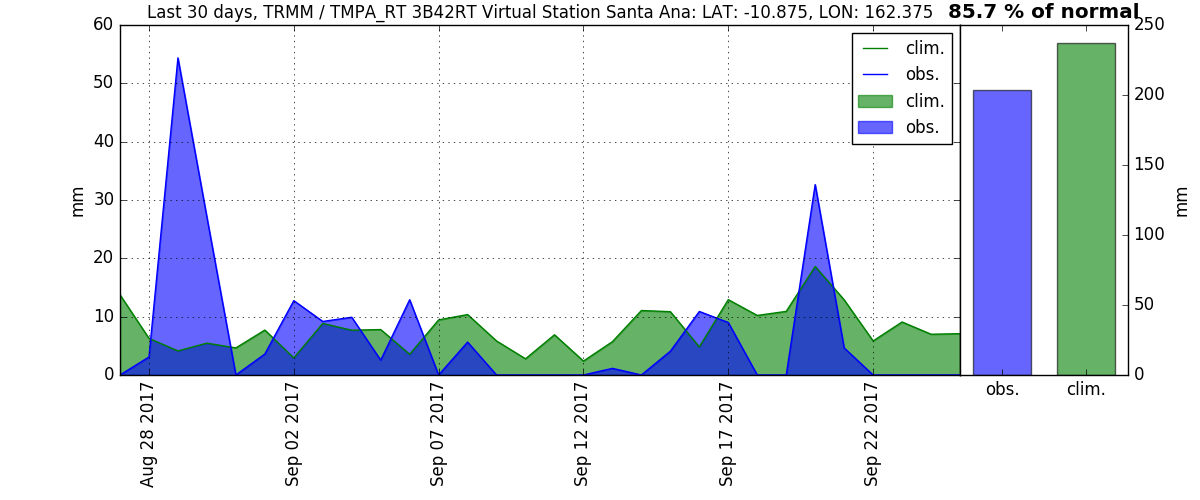 Last 30 days, TRMM / TMPA_RT 3B42RT Virtual Station Santa Ana: LAT: -10.875, LON: 162.375
85.7 % of normal
clim.
obs.
clim.
obs.
mm
60
50
40
30
20
10
0
Aug 28 2017
Sep 02 2017
Sep 07 2017
Sep 12 2017
Sep 17 2017
Sep 22 2017
250
200
150
100
50
0
mm
obs.
clim.